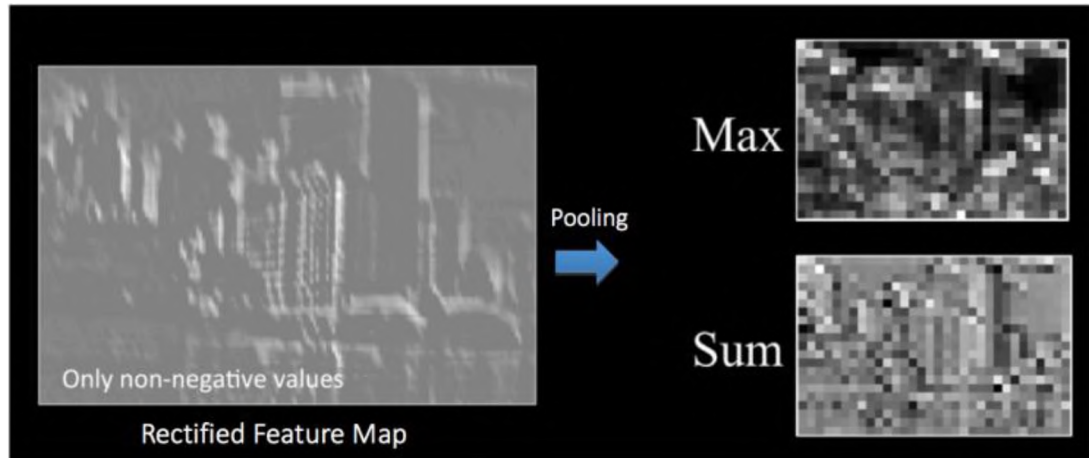 Only non-negative values
Rectified Feature Map
Pooling
Max
Sum